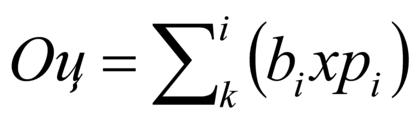 Oц = ∑ᵢₖ (bᵢxpᵢ)